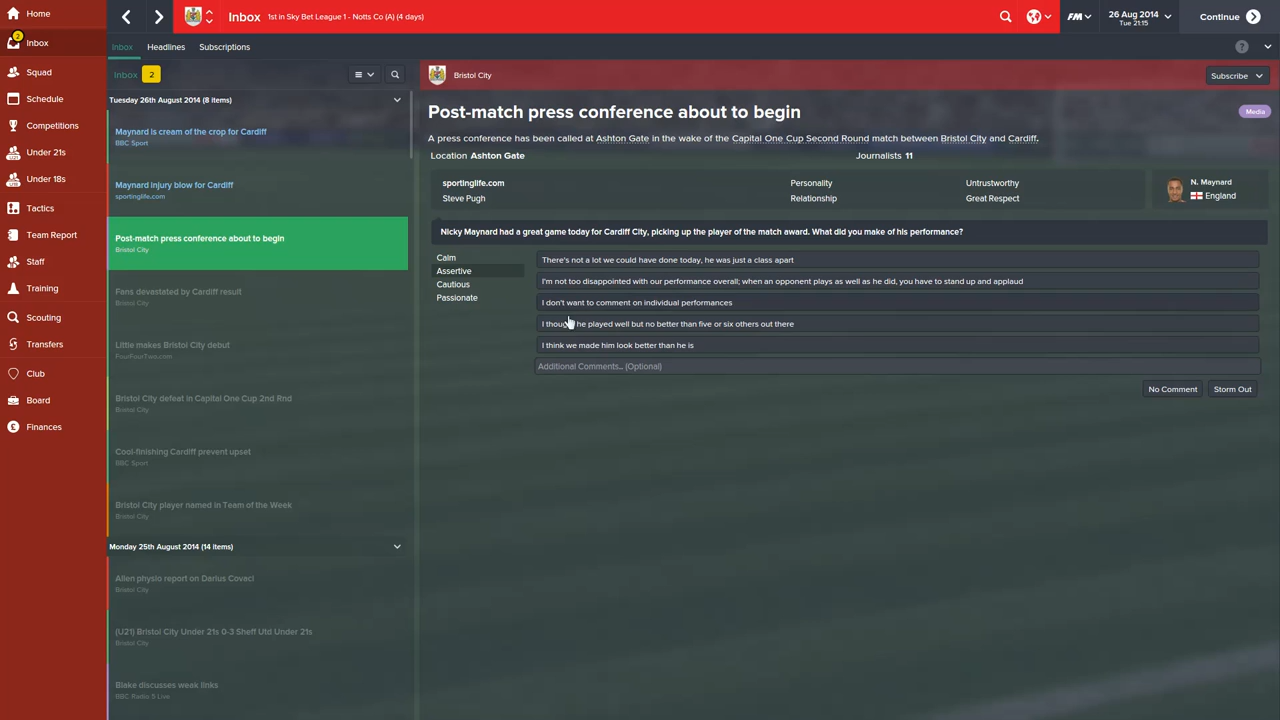 Home
Inbox
2
Squad
Schedule
Competitions
Under 21s
Under 18s
Tactics
Team Report
Staff
Training
Scouting
Transfers
Club
Board
Finances
Inbox
1st in Sky Bet League 1 - Notts Co (A) (4 days)
FM
26 Aug 2014
Tue 21:15
Continue
Inbox Headlines Subscriptions
?
Inbox 2
Tuesday 26th August 2014 (8 items)
Maynard is cream of the crop for Cardiff
BBC Sport
Maynard injury blow for Cardiff
sportinglife.com
Post-match press conference about to begin
Bristol City
Fans devastated by Cardiff result
Bristol City
Little makes Bristol City debut
FourFourTwo.com
Bristol City defeat in Capital One Cup 2nd Rnd
Bristol City
Cool-finishing Cardiff prevent upset
BBC Sport
Bristol City player named in Team of the Week
Bristol City
Monday 25th August 2014 (14 items)
Allen physio report on Darius Covaci
Bristol City
(U21) Bristol City Under 21s 0-3 Sheff Utd Under 21s
Bristol City
Blake discusses weak links
BBC Radio 5 Live
Bristol City
Subscribe
Post-match press conference about to begin
Media
A press conference has been called at Ashton Gate in the wake of the Capital One Cup Second Round match between Bristol City and Cardiff.
Location Ashton Gate Journalists 11
sportinglife.com Personality Untrustworthy
Steve Pugh Relationship Great Respect
N. Maynard
England
Nicky Maynard had a great game today for Cardiff City, picking up the player of the match award. What did you make of his performance?
Calm
Assertive
Cautious
Passionate
There's not a lot we could have done today, he was just a class apart
I'm not too disappointed with our performance overall; when an opponent plays as well as he did, you have to stand up and applaud
I don't want to comment on individual performances
I thought he played well but no better than five or six others out there
I think we made him look better than he is
Additional Comments... (Optional)
No Comment Storm Out